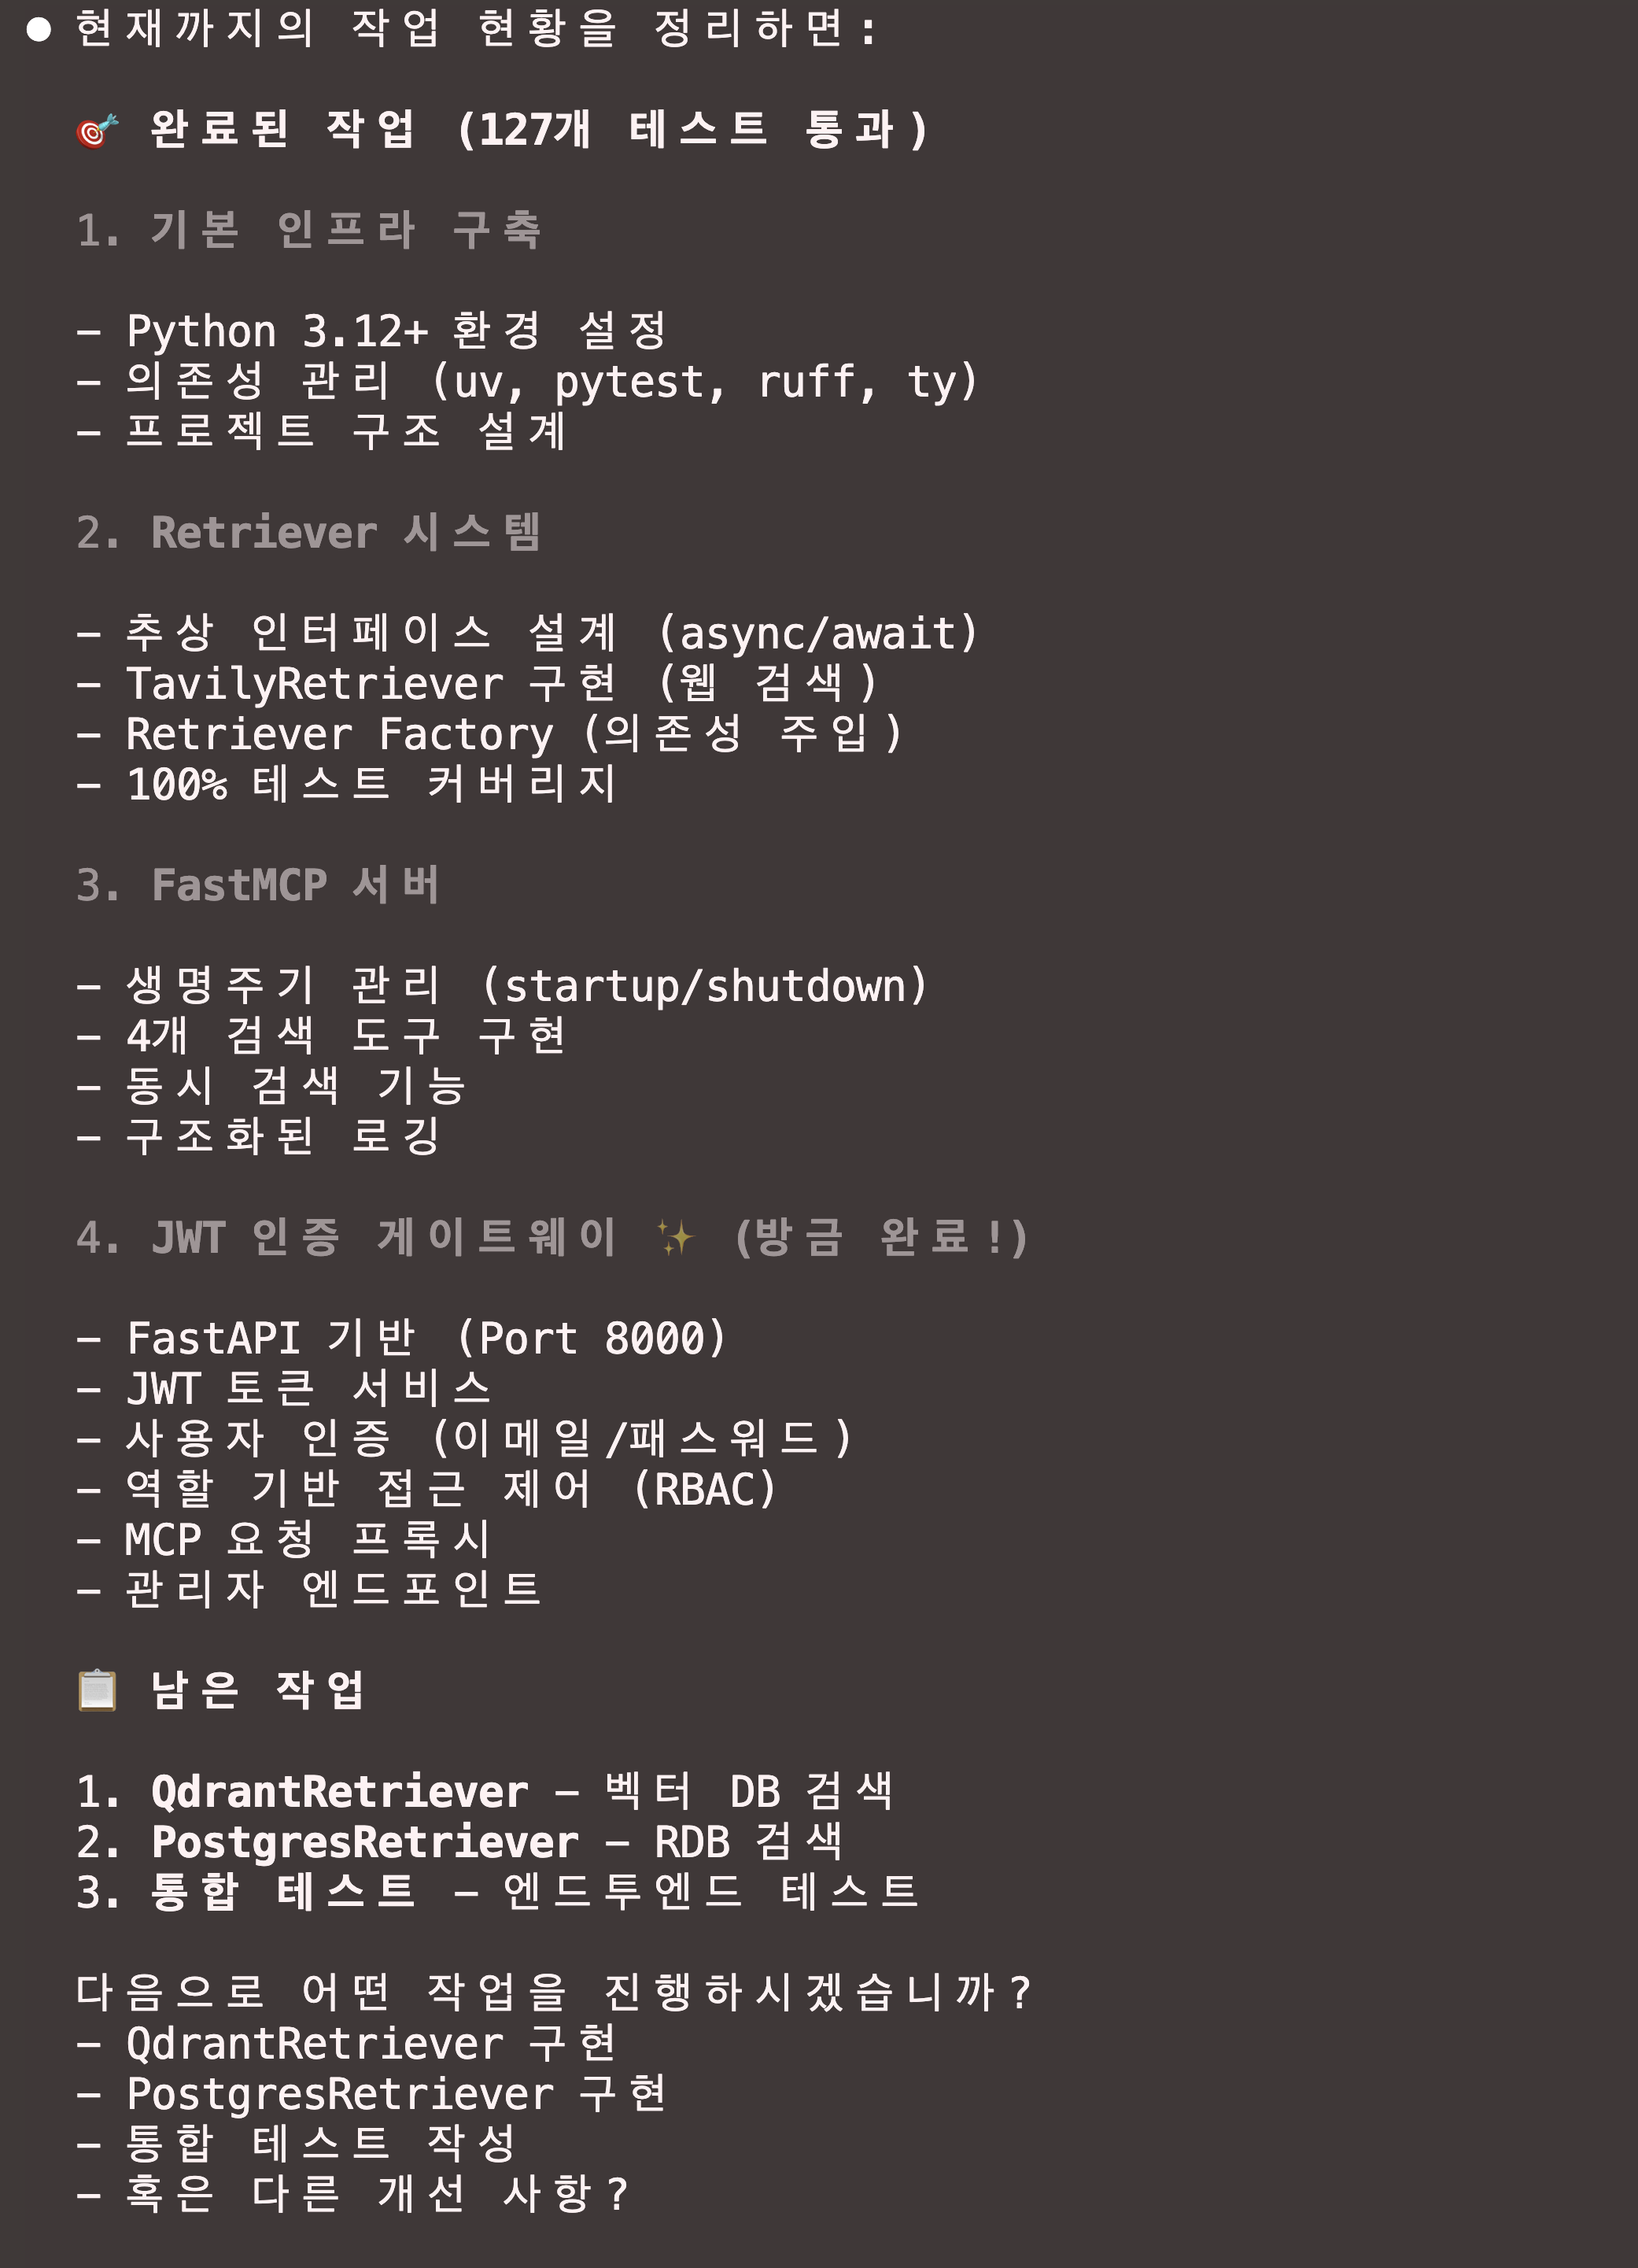 ● 현재까지의 작업 현황을 정리하면:
🎯 완료된 작업 (127개 테스트 통과)
1. 기본 인프라 구축
- Python 3.12+ 환경 설정
- 의존성 관리 (uv, pytest, ruff, ty)
- 프로젝트 구조 설계
2. Retriever 시스템
- 추상 인터페이스 설계 (async/await)
- TavilyRetriever 구현 (웹 검색)
- Retriever Factory (의존성 주입)
- 100% 테스트 커버리지
3. FastMCP 서버
- 생명주기 관리 (startup/shutdown)
- 4개 검색 도구 구현
- 동시 검색 기능
- 구조화된 로깅
4. JWT 인증 게이트웨이 ✨ (방금 완료!)
- FastAPI 기반 (Port 8000)
- JWT 토큰 서비스
- 사용자 인증 (이메일/패스워드)
- 역할 기반 접근 제어 (RBAC)
- MCP 요청 프록시
- 관리자 엔드포인트
📋 남은 작업
1. QdrantRetriever - 벡터 DB 검색
2. PostgresRetriever - RDB 검색
3. 통합 테스트 - 엔드투엔드 테스트
다음으로 어떤 작업을 진행하시겠습니까?
- QdrantRetriever 구현
- PostgresRetriever 구현
- 통합 테스트 작성
- 혹은 다른 개선 사항?